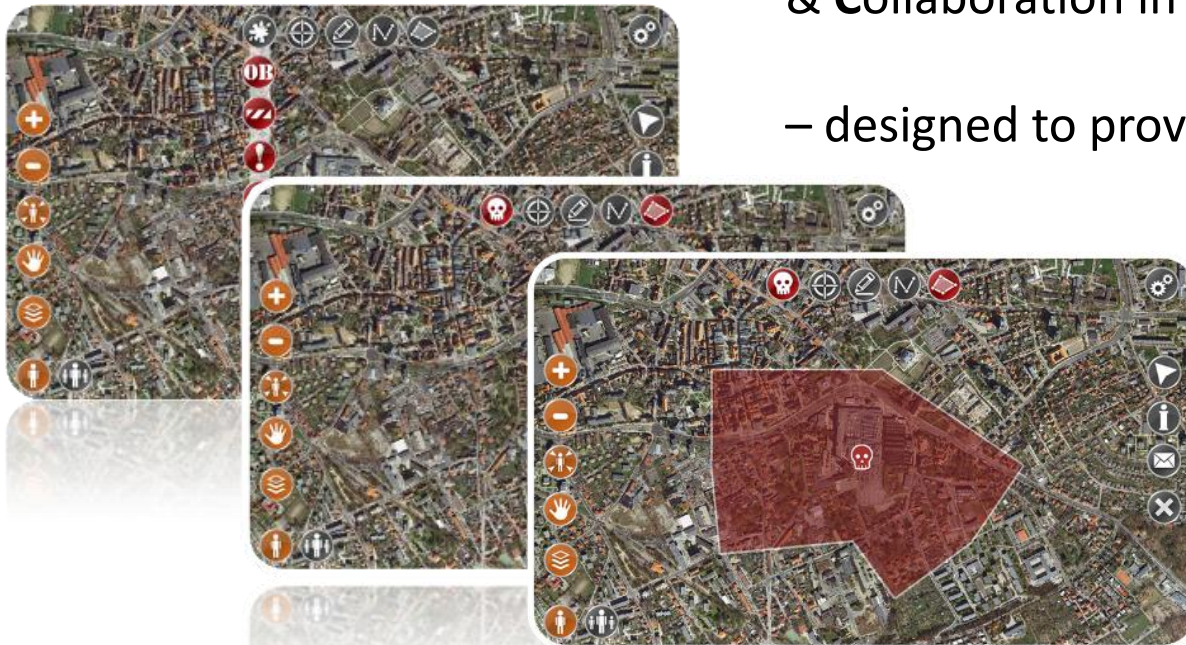 & Collaboration in
– designed to prov
OB